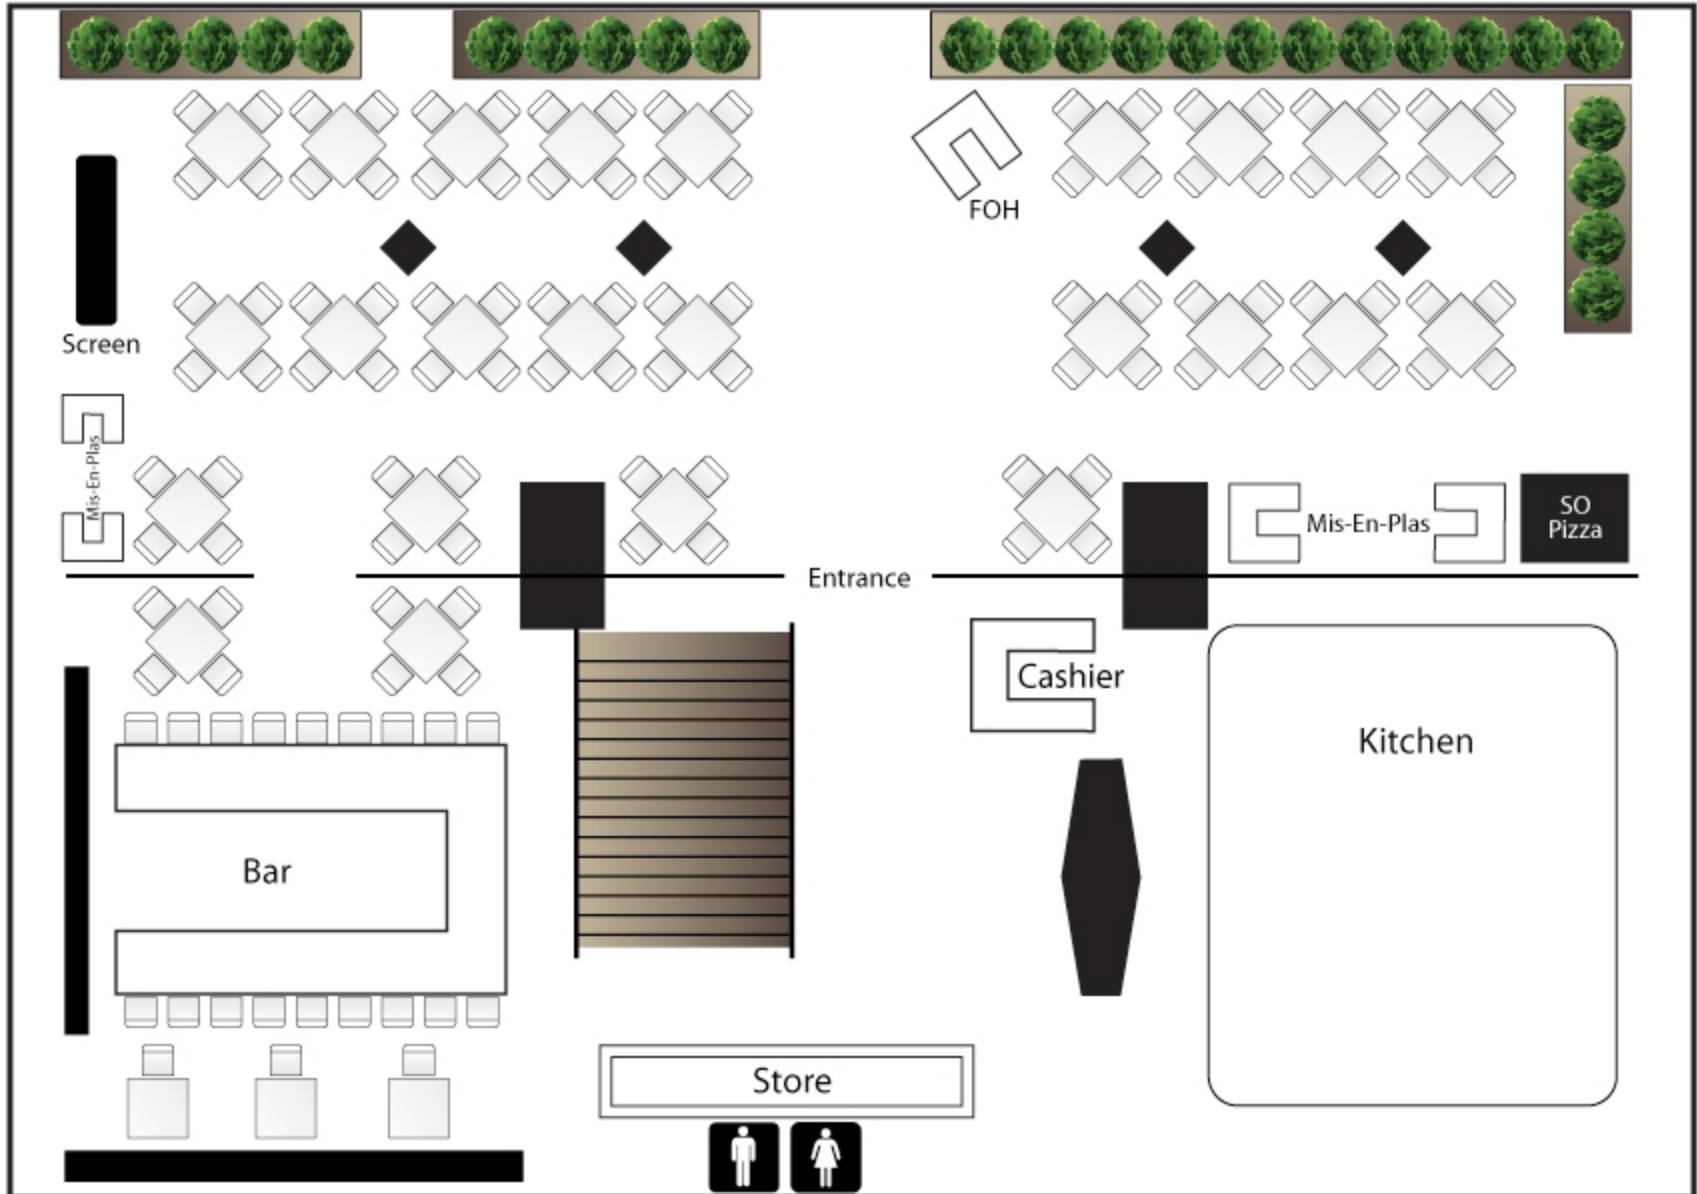 FOH
Screen
Mis-En-Plas
Mis-En-Plas
SO
Pizza
Entrance
Cashier
Kitchen
Bar
Store